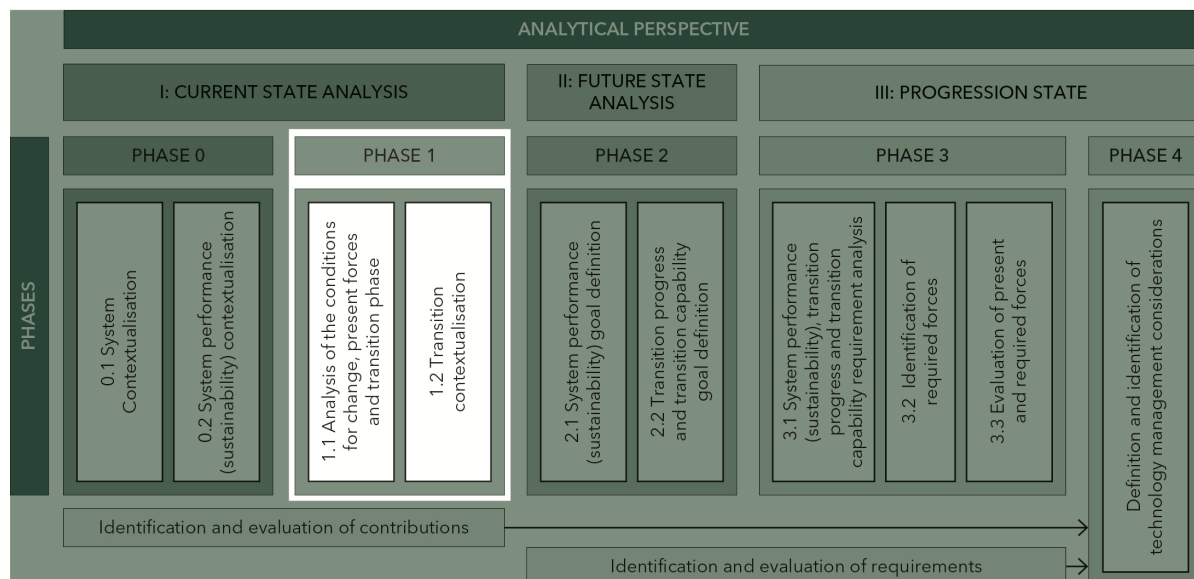 ANALYTICAL PERSPECTIVE
I: CURRENT STATE ANALYSIS
II: FUTURE STATE
ANALYSIS
III: PROGRESSION STATE
PHASES
PHASE 0
PHASE 1
PHASE 2
PHASE 3
PHASE 4
0.1 System
Contextualisation
0.2 System performance
(sustainability) contextualisation
1.1 Analysis of the conditions
for change, present forces
and transition phase
1.2 Transition
contextualisation
2.1 System performance
(sustainability) goal definition
2.2 Transition progress
and transition capability
goal definition
3.1 System performance
(sustainability), transition
progress and transition
capability requirement analysis
3.2 Identification of
required forces
3.3 Evaluation of present
and required forces
Definition and identification of
technology management considerations
Identification and evaluation of contributions
Identification and evaluation of requirements